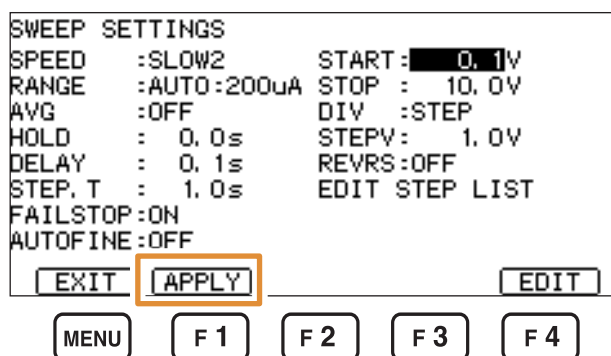 SWEEP SETTINGS
SPEED :SLOW2 START: 0.1V
RANGE :AUTO:200uA STOP : 10.0V
AVG :OFF DIV :STEP
HOLD : 0.0s STEPV: 1.0V
DELAY : 0.1s REVRS:OFF
STEP.T : 1.0s EDIT STEP LIST
FAILSTOP:ON
AUTOFINE:OFF
EXIT APPLY EDIT
MENU F1 F2 F3 F4